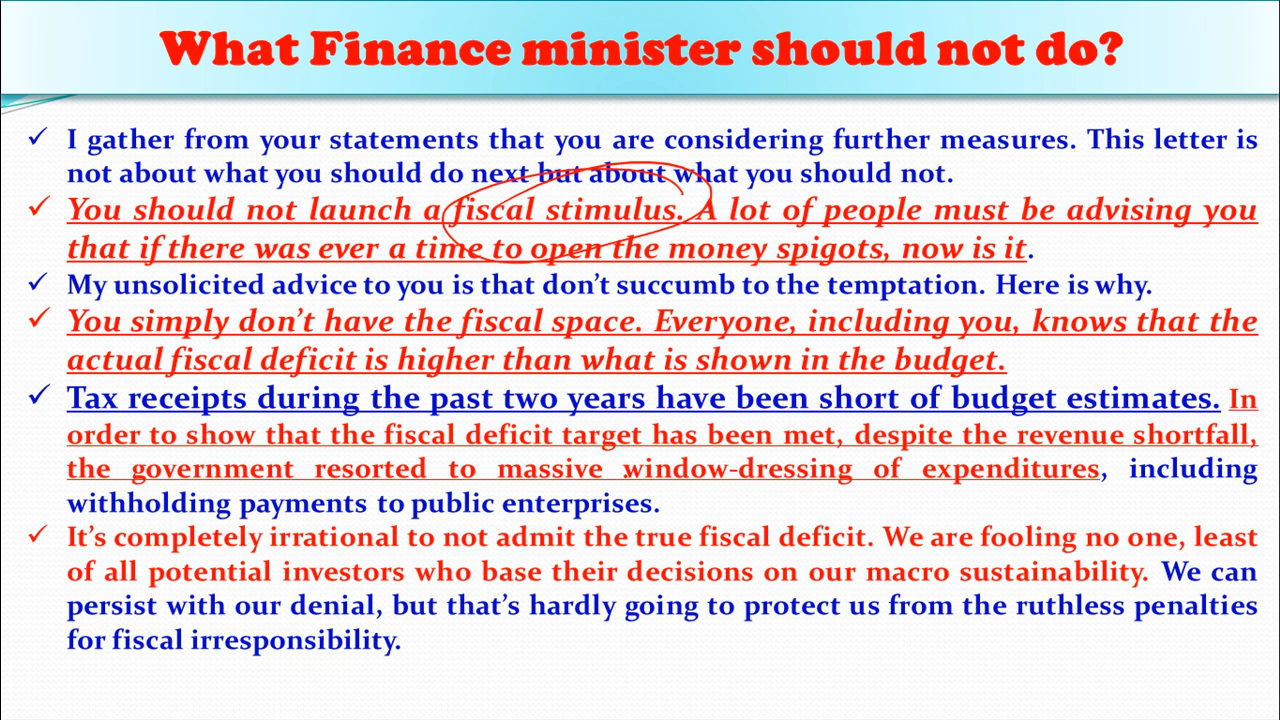 What Finance minister should not do?
✓ I gather from your statements that you are considering further measures. This letter is
not about what you should do next but about what you should not.
✓ You should not launch a fiscal stimulus. A lot of people must be advising you
that if there was ever a time to open the money spigots, now is it.
✓ My unsolicited advice to you is that don't succumb to the temptation. Here is why.
✓ You simply don't have the fiscal space. Everyone, including you, knows that the
actual fiscal deficit is higher than what is shown in the budget.
✓ Tax receipts during the past two years have been short of budget estimates. In
order to show that the fiscal deficit target has been met, despite the revenue shortfall,
the government resorted to massive window-dressing of expenditures, including
withholding payments to public enterprises.
✓ It's completely irrational to not admit the true fiscal deficit. We are fooling no one, least
of all potential investors who base their decisions on our macro sustainability. We can
persist with our denial, but that's hardly going to protect us from the ruthless penalties
for fiscal irresponsibility.